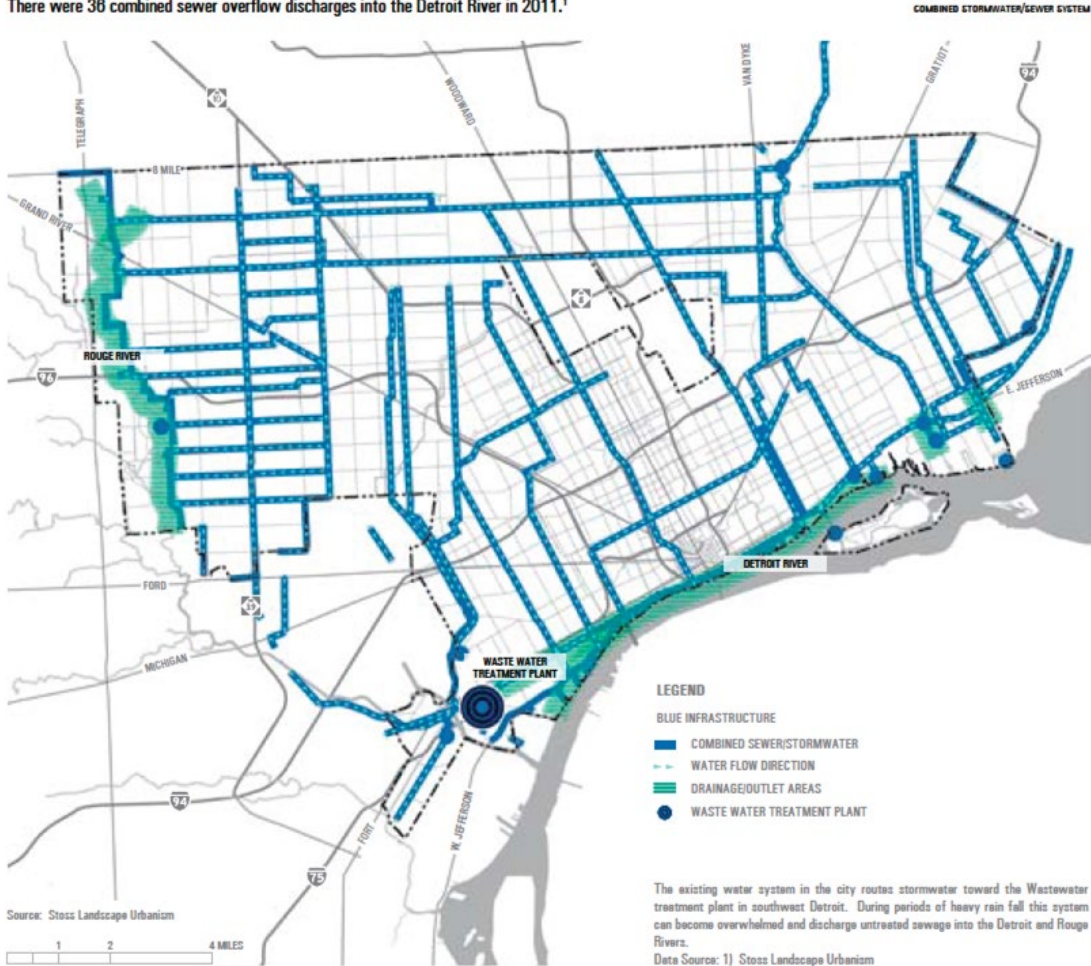 There were 36 combined sewer overflow discharges into the Detroit River in 2011.¹
COMBINED STORMWATER/SEWER SYSTEM
TELEGRAPH
10
WOODWARD
VAN DYKE
GRATIOT
94
8 MILE
GRAND RIVER
8
ROUGE RIVER
96
E. JEFFERSON
DETROIT RIVER
FORD
39
MICHIGAN
WASTE WATER
TREATMENT PLANT
94
FORT
W. JEFFERSON
75
LEGEND
BLUE INFRASTRUCTURE
COMBINED SEWER/STORMWATER
WATER FLOW DIRECTION
DRAINAGE/OUTLET AREAS
WASTE WATER TREATMENT PLANT
The existing water system in the city routes stormwater toward the Wastewater
treatment plant in southwest Detroit. During periods of heavy rain fall this system
can become overwhelmed and discharge untreated sewage into the Detroit and Rouge
Rivers.
Data Source: 1) Stoss Landscape Urbanism
Source: Stoss Landscape Urbanism
1 2 4 MILES